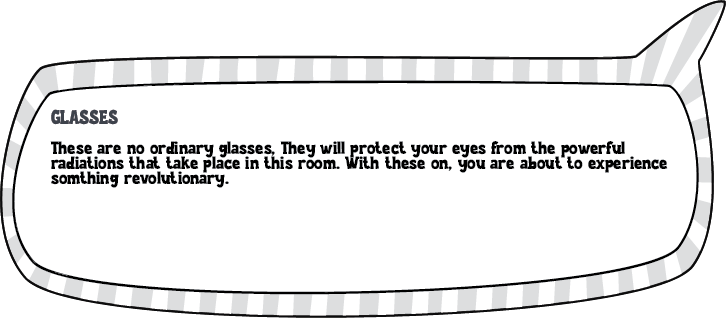 GLASSES
These are no ordinary glasses, They will protect your eyes from the powerful
radiations that take place in this room. With these on, you are about to experience
somthing revolutionary.